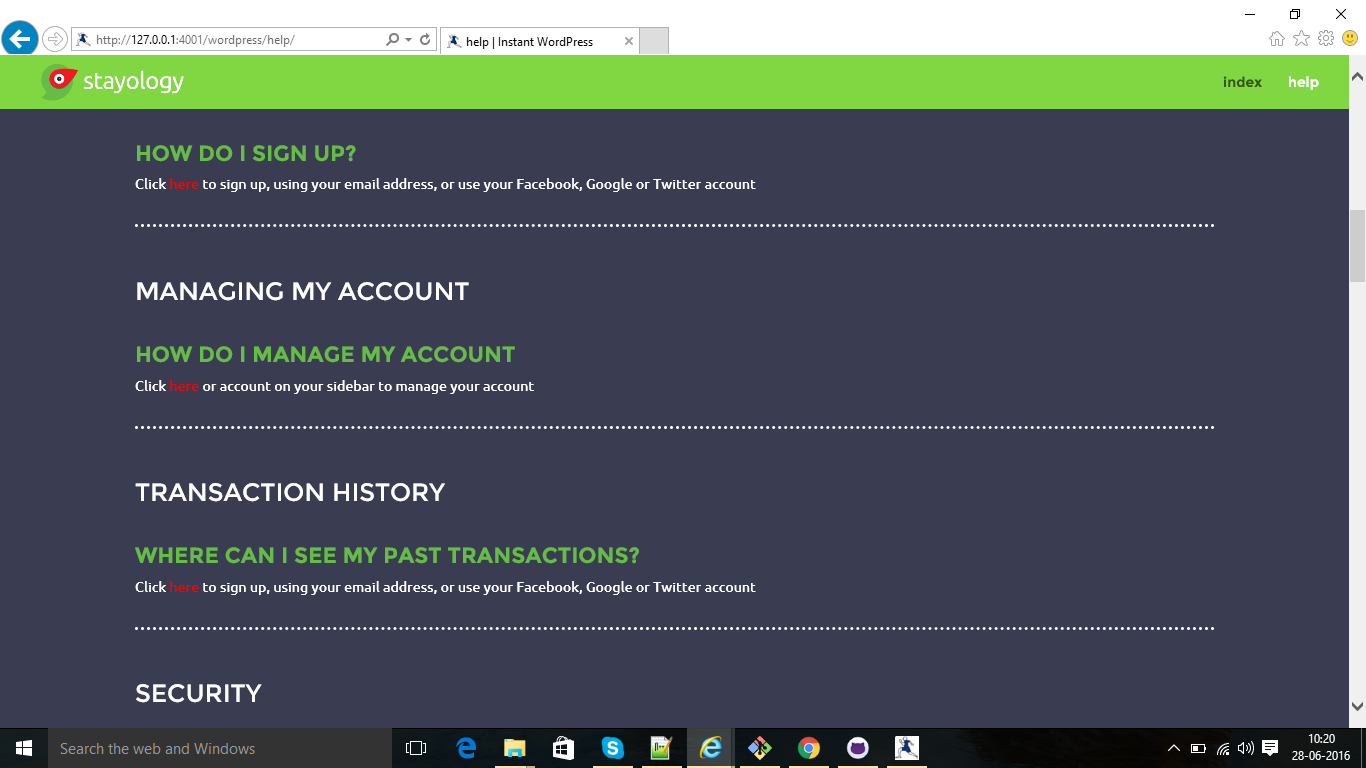 http://127.0.0.1:4001/wordpress/help/
help | Instant WordPress
stayology
index
help
HOW DO I SIGN UP?
Click here to sign up, using your email address, or use your Facebook, Google or Twitter account
MANAGING MY ACCOUNT
HOW DO I MANAGE MY ACCOUNT
Click here or account on your sidebar to manage your account
TRANSACTION HISTORY
WHERE CAN I SEE MY PAST TRANSACTIONS?
Click here to sign up, using your email address, or use your Facebook, Google or Twitter account
SECURITY
Search the web and Windows
10:20
28-06-2016